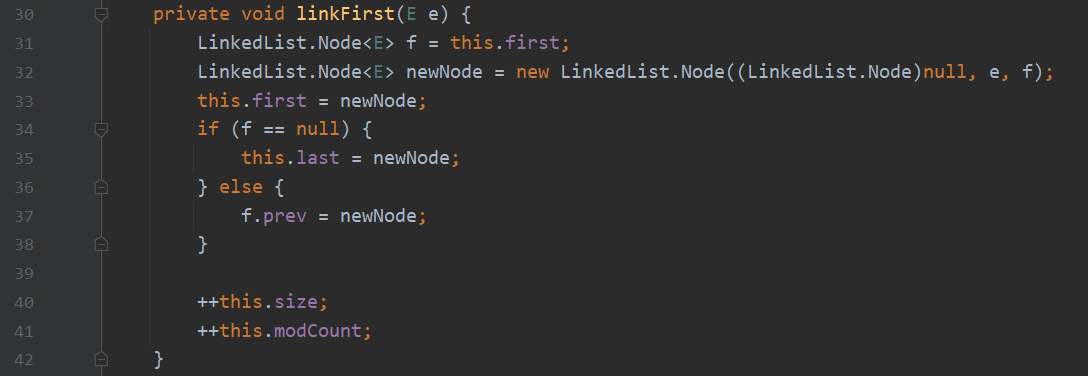 30 private void linkFirst(E e) {
31 LinkedList.Node<E> f = this.first;
32 LinkedList.Node<E> newNode = new LinkedList.Node((LinkedList.Node)null, e, f);
33 this.first = newNode;
34 if (f == null) {
35 this.last = newNode;
36 } else {
37 f.prev = newNode;
38 }
39
40 ++this.size;
41 ++this.modCount;
42 }